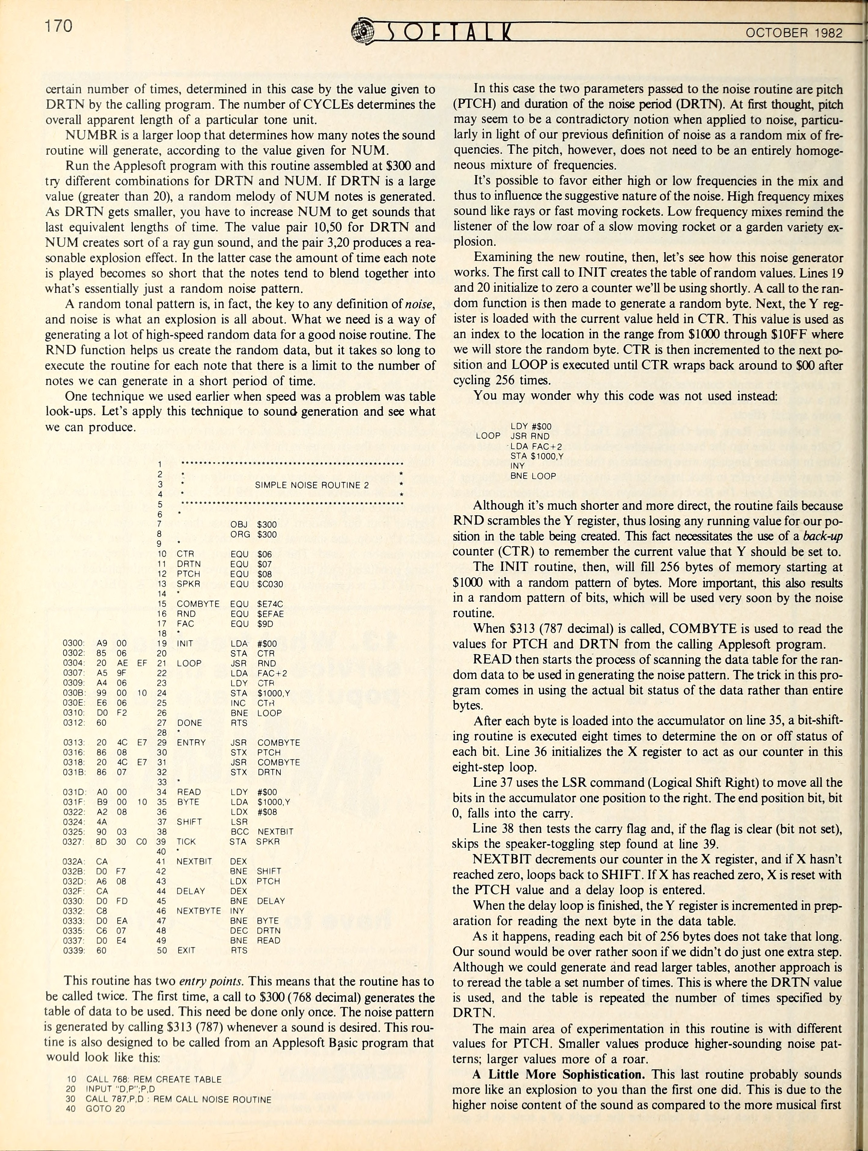 170
SOFTALK
OCTOBER 1982
certain number of times, determined in this case by the value given to
DRTN by the calling program. The number of CYCLEs determines the
overall apparent length of a particular tone unit.
NUMBR is a larger loop that determines how many notes the sound
routine will generate, according to the value given for NUM.
Run the Applesoft program with this routine assembled at $300 and
try different combinations for DRTN and NUM. If DRTN is a large
value (greater than 20), a random melody of NUM notes is generated.
As DRTN gets smaller, you have to increase NUM to get sounds that
last equivalent lengths of time. The value pair 10,50 for DRTN and
NUM creates sort of a ray gun sound, and the pair 3,20 produces a rea-
sonable explosion effect. In the latter case the amount of time each note
is played becomes so short that the notes tend to blend together into
what's essentially just a random noise pattern.
A random tonal pattern is, in fact, the key to any definition of noise,
and noise is what an explosion is all about. What we need is a way of
generating a lot of high-speed random data for a good noise routine. The
RND function helps us create the random data, but it takes so long to
execute the routine for each note that there is a limit to the number of
notes we can generate in a short period of time.
One technique we used earlier when speed was a problem was table
look-ups. Let's apply this technique to sound generation and see what
we can produce.
1 ****************************************
2 * *
3 * SIMPLE NOISE ROUTINE 2 *
4 * *
5 ****************************************
6 *
7 OBJ $300
8 ORG $300
9 *
10 CTR EQU $06
11 DRTN EQU $07
12 PTCH EQU $08
13 SPKR EQU $C030
14 *
15 COMBYTE EQU $E74C
16 RND EQU $EFAE
17 FAC EQU $9D
18 *
0300: A9 00 19 INIT LDA #$00
0302: 85 06 20 STA CTR
0304: 20 AE EF 21 LOOP JSR RND
0307: A5 9F 22 LDA FAC+2
0309: A4 06 23 LDY CTR
030B: 99 00 10 24 STA $1000,Y
030E: E6 06 25 INC CTR
0310: D0 F2 26 BNE LOOP
0312: 60 27 DONE RTS
28 *
0313: 20 4C E7 29 ENTRY JSR COMBYTE
0316: 86 08 30 STX PTCH
0318: 20 4C E7 31 JSR COMBYTE
031B: 86 07 32 STX DRTN
33 *
031D: A0 00 34 READ LDY #$00
031F: B9 00 10 35 BYTE LDA $1000,Y
0322: A2 08 36 LDX #$08
0324: 4A 37 SHIFT LSR
0325: 90 03 38 BCC NEXTBIT
0327: 8D 30 C0 39 TICK STA SPKR
40 *
032A: CA 41 NEXTBIT DEX
032B: D0 F7 42 BNE SHIFT
032D: A6 08 43 LDX PTCH
032F: CA 44 DELAY DEX
0330: D0 FD 45 BNE DELAY
0332: C8 46 NEXTBYTE INY
0333: D0 EA 47 BNE BYTE
0335: C6 07 48 DEC DRTN
0337: D0 E4 49 BNE READ
0339: 60 50 EXIT RTS
This routine has two entry points. This means that the routine has to
be called twice. The first time, a call to $300 (768 decimal) generates the
table of data to be used. This need be done only once. The noise pattern
is generated by calling $313 (787) whenever a sound is desired. This rou-
tine is also designed to be called from an Applesoft Basic program that
would look like this:
10 CALL 768: REM CREATE TABLE
20 INPUT "D,P";P,D
30 CALL 787,P,D : REM CALL NOISE ROUTINE
40 GOTO 20
In this case the two parameters passed to the noise routine are pitch
(PTCH) and duration of the noise period (DRTN). At first thought, pitch
may seem to be a contradictory notion when applied to noise, particu-
larly in light of our previous definition of noise as a random mix of fre-
quencies. The pitch, however, does not need to be an entirely homoge-
neous mixture of frequencies.
It's possible to favor either high or low frequencies in the mix and
thus to influence the suggestive nature of the noise. High frequency mixes
sound like rays or fast moving rockets. Low frequency mixes remind the
listener of the low roar of a slow moving rocket or a garden variety ex-
plosion.
Examining the new routine, then, let's see how this noise generator
works. The first call to INIT creates the table of random values. Lines 19
and 20 initialize to zero a counter we'll be using shortly. A call to the ran-
dom function is then made to generate a random byte. Next, the Y reg-
ister is loaded with the current value held in CTR. This value is used as
an index to the location in the range from $1000 through $10FF where
we will store the random byte. CTR is then incremented to the next po-
sition and LOOP is executed until CTR wraps back around to $00 after
cycling 256 times.
You may wonder why this code was not used instead:
LDY #$00
LOOP JSR RND
LDA FAC+2
STA $1000,Y
INY
BNE LOOP
Although it's much shorter and more direct, the routine fails because
RND scrambles the Y register, thus losing any running value for our po-
sition in the table being created. This fact necessitates the use of a back-up
counter (CTR) to remember the current value that Y should be set to.
The INIT routine, then, will fill 256 bytes of memory starting at
$1000 with a random pattern of bytes. More important, this also results
in a random pattern of bits, which will be used very soon by the noise
routine.
When $313 (787 decimal) is called, COMBYTE is used to read the
values for PTCH and DRTN from the calling Applesoft program.
READ then starts the process of scanning the data table for the ran-
dom data to be used in generating the noise pattern. The trick in this pro-
gram comes in using the actual bit status of the data rather than entire
bytes.
After each byte is loaded into the accumulator on line 35, a bit-shift-
ing routine is executed eight times to determine the on or off status of
each bit. Line 36 initializes the X register to act as our counter in this
eight-step loop.
Line 37 uses the LSR command (Logical Shift Right) to move all the
bits in the accumulator one position to the right. The end position bit, bit
0, falls into the carry.
Line 38 then tests the carry flag and, if the flag is clear (bit not set),
skips the speaker-toggling step found at line 39.
NEXTBIT decrements our counter in the X register, and if X hasn't
reached zero, loops back to SHIFT. If X has reached zero, X is reset with
the PTCH value and a delay loop is entered.
When the delay loop is finished, the Y register is incremented in prep-
aration for reading the next byte in the data table.
As it happens, reading each bit of 256 bytes does not take that long.
Our sound would be over rather soon if we didn't do just one extra step.
Although we could generate and read larger tables, another approach is
to reread the table a set number of times. This is where the DRTN value
is used, and the table is repeated the number of times specified by
DRTN.
The main area of experimentation in this routine is with different
values for PTCH. Smaller values produce higher-sounding noise pat-
terns; larger values more of a roar.
A Little More Sophistication. This last routine probably sounds
more like an explosion to you than the first one did. This is due to the
higher noise content of the sound as compared to the more musical first